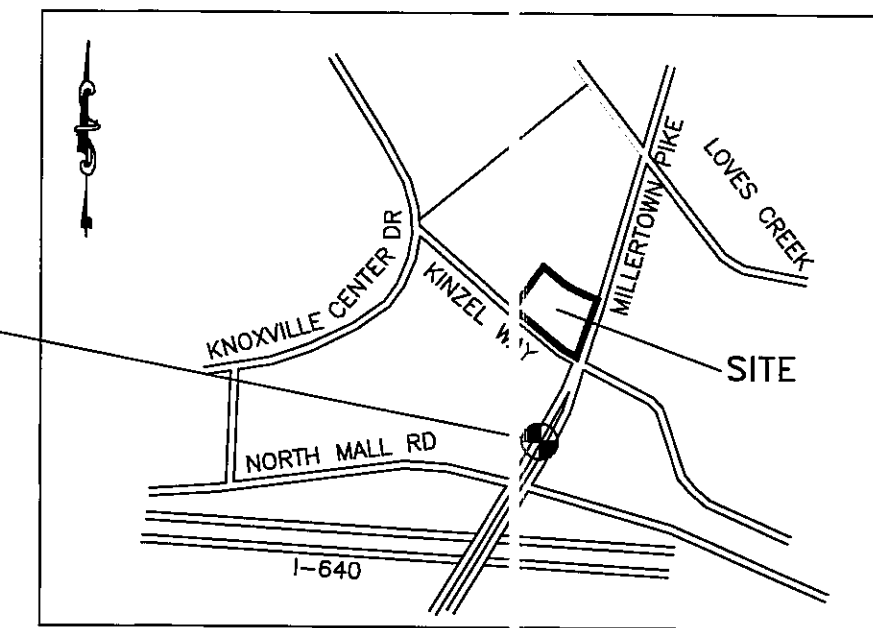 LOVES CREEK
MILLERTOWN PIKE
KNOXVILLE CENTER DR
KINZEL WAY
SITE
NORTH MALL RD
I-640